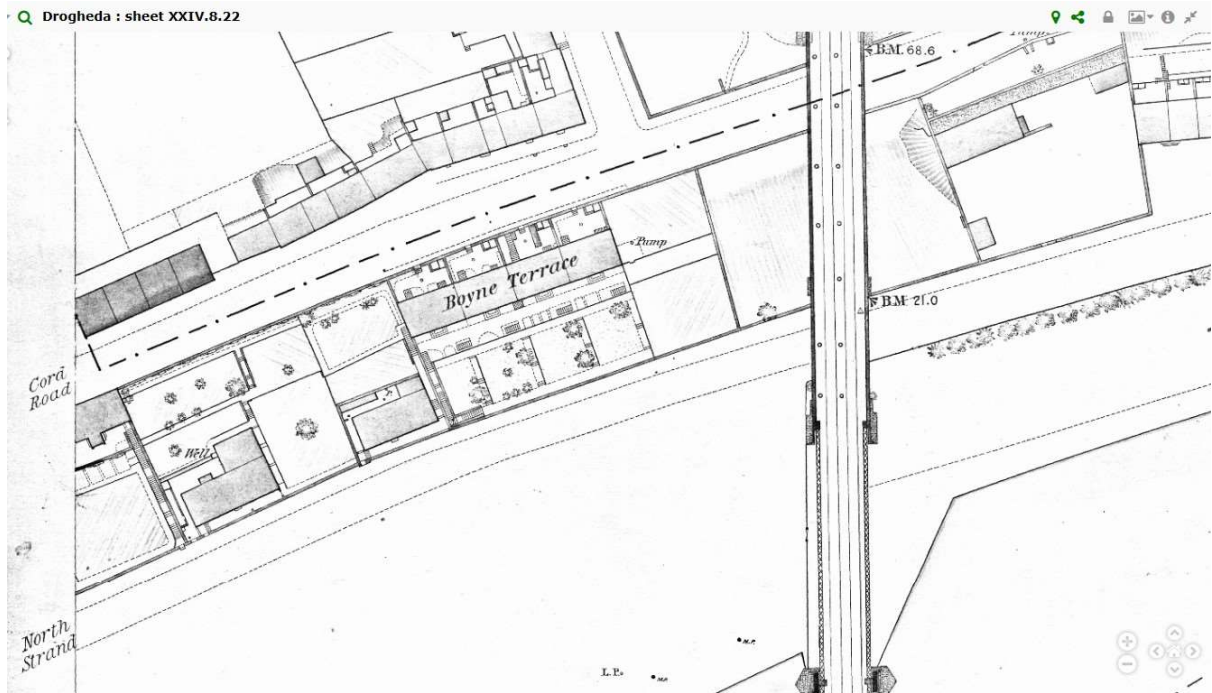 Drogheda : sheet XXIV.8.22
Pump
B.M. 68.6
Pump
Boyne Terrace
B.M. 21.0
Cord
Road
Well
North
Strand
M.P.
L.P.
M.P.